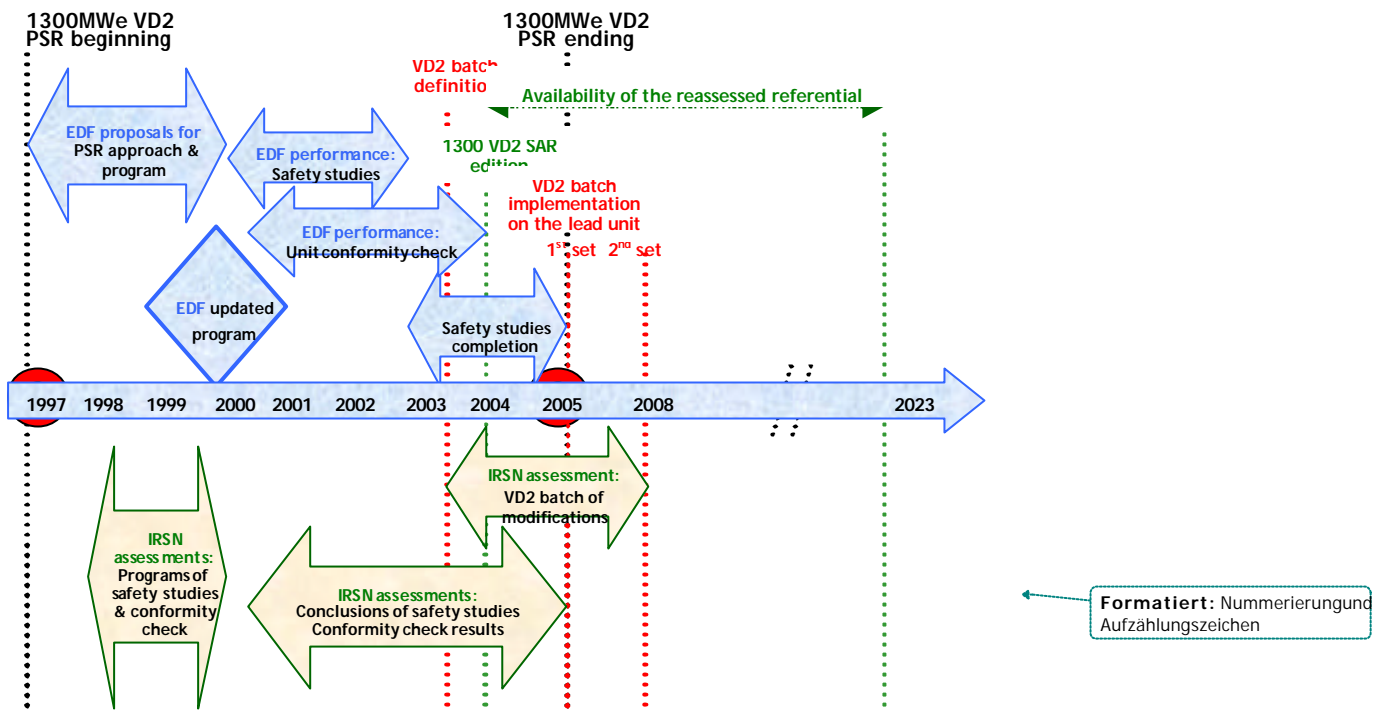 1300MWe VD2
PSR beginning
1300MWe VD2
PSR ending
VD2 batch
definitio
Availability of the reassessed referential
EDF proposals for
PSR approach &
program
EDF performance:
Safety studies
1300 VD2 SAR
edition
VD2 batch
implementation
on the lead unit
1st set 2nd set
EDF performance:
Unit conformity check
EDF updated
program
Safety studies
completion
1997 1998 1999 2000 2001 2002 2003 2004 2005 2008 2023
IRSN assessment:
VD2 batch of
modifications
IRSN
assessments:
Programs of
safety studies
& conformity
check
IRSN assessments:
Conclusions of safety studies
Conformity check results
Formatiert: Nummerierungund
Aufzählungszeichen